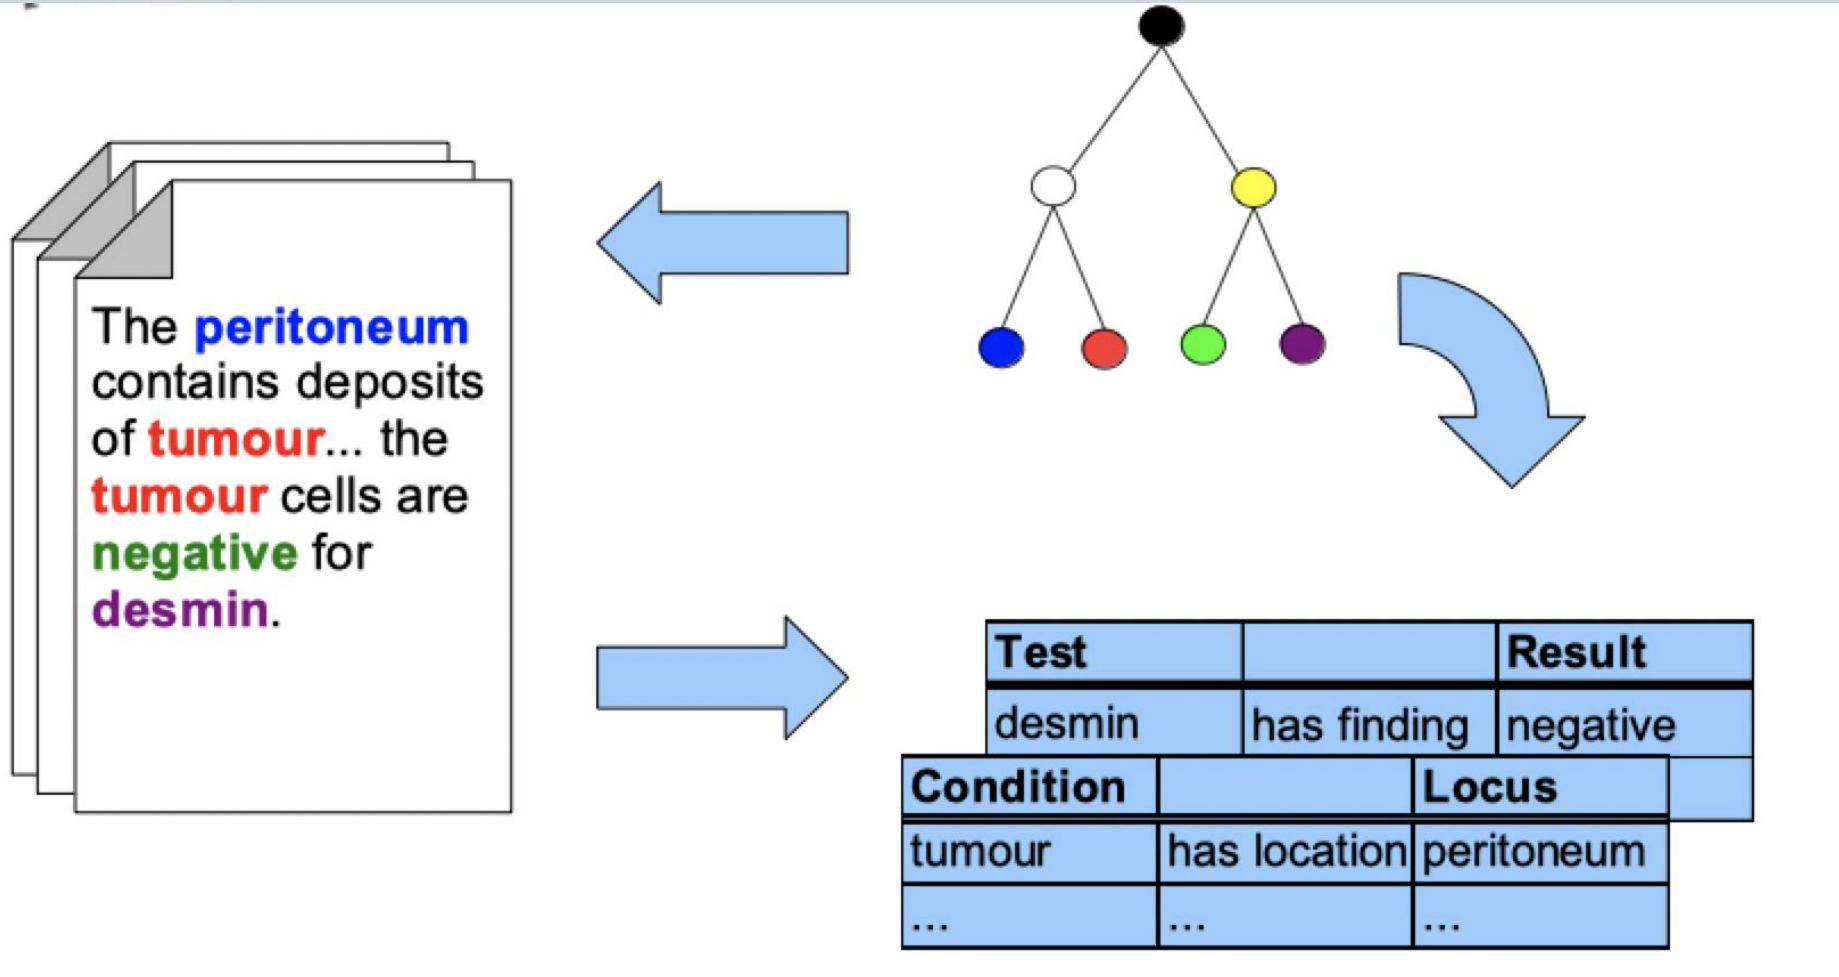 The peritoneum
contains deposits
of tumour... the
tumour cells are
negative for
desmin.
Test Result
desmin has finding negative
Condition Locus
tumour has location peritoneum
... ... ...